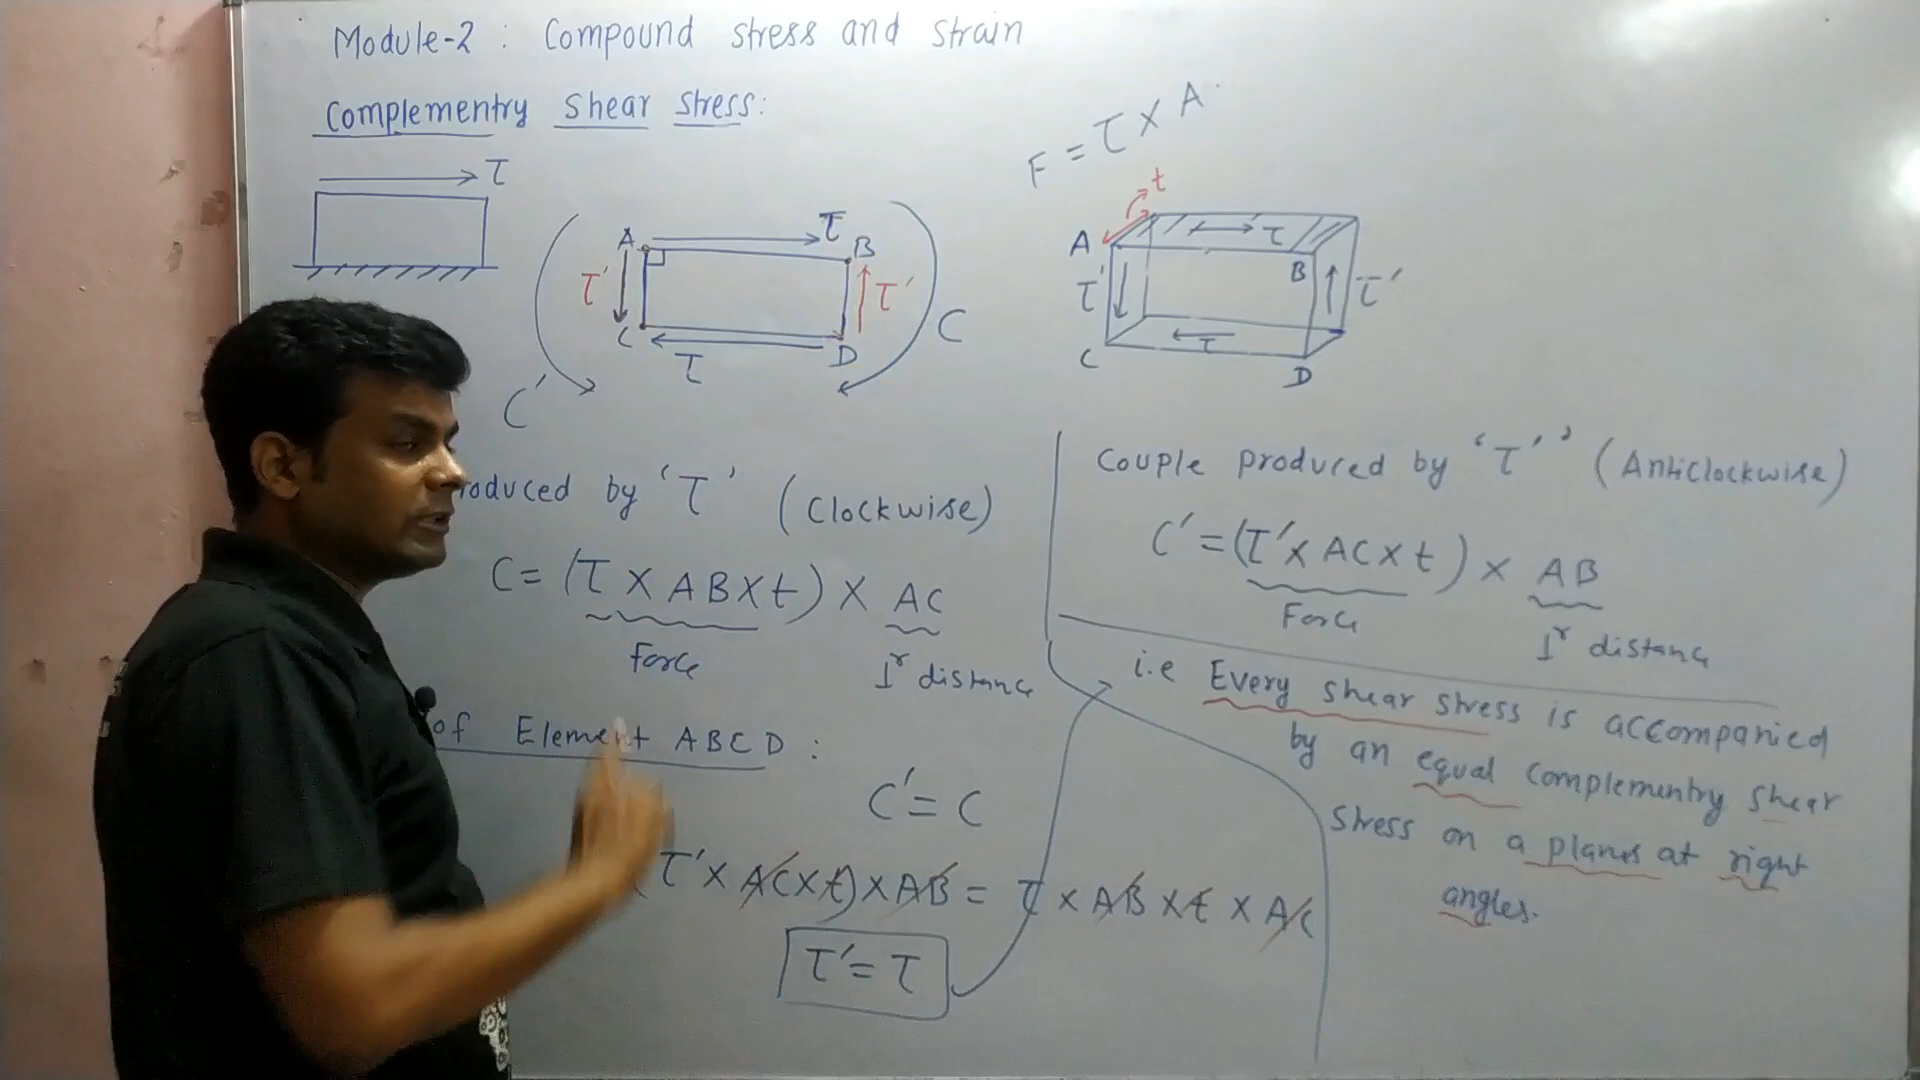 Module-2 : Compound stress and strain
Complementry shear stress:
τ
F = τ × A
A τ B
τ' τ'
C τ D
C'
C
t
A τ B
τ' τ'
C τ D
produced by 'τ' (Clockwise)
C = (τ × AB × t) × AC
Force
⊥r distance
of Element ABCD :
C' = C
(τ' × AC × t) × AB = τ × AB × t × AC
τ' = τ
Couple produced by 'τ'' (Anticlockwise)
C' = (τ' × AC × t) × AB
Force
⊥r distance
i.e Every shear stress is accompanied
by an equal complementry shear
stress on a planes at right
angles.